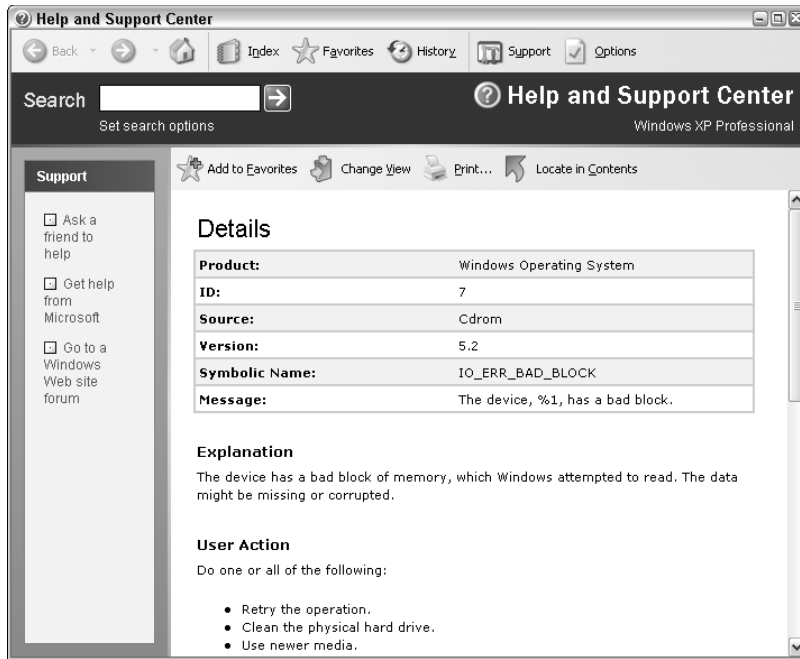 Help and Support Center
Back Index Favorites History Support Options
Search
Help and Support Center
Set search options
Windows XP Professional
Support
Add to Favorites Change View Print... Locate in Contents
Ask a
friend to
help
Get help
from
Microsoft
Go to a
Windows
Web site
forum
Details
Product: Windows Operating System
ID: 7
Source: Cdrom
Version: 5.2
Symbolic Name: IO_ERR_BAD_BLOCK
Message: The device, %1, has a bad block.
Explanation
The device has a bad block of memory, which Windows attempted to read. The data
might be missing or corrupted.
User Action
Do one or all of the following:
• Retry the operation.
• Clean the physical hard drive.
• Use newer media.